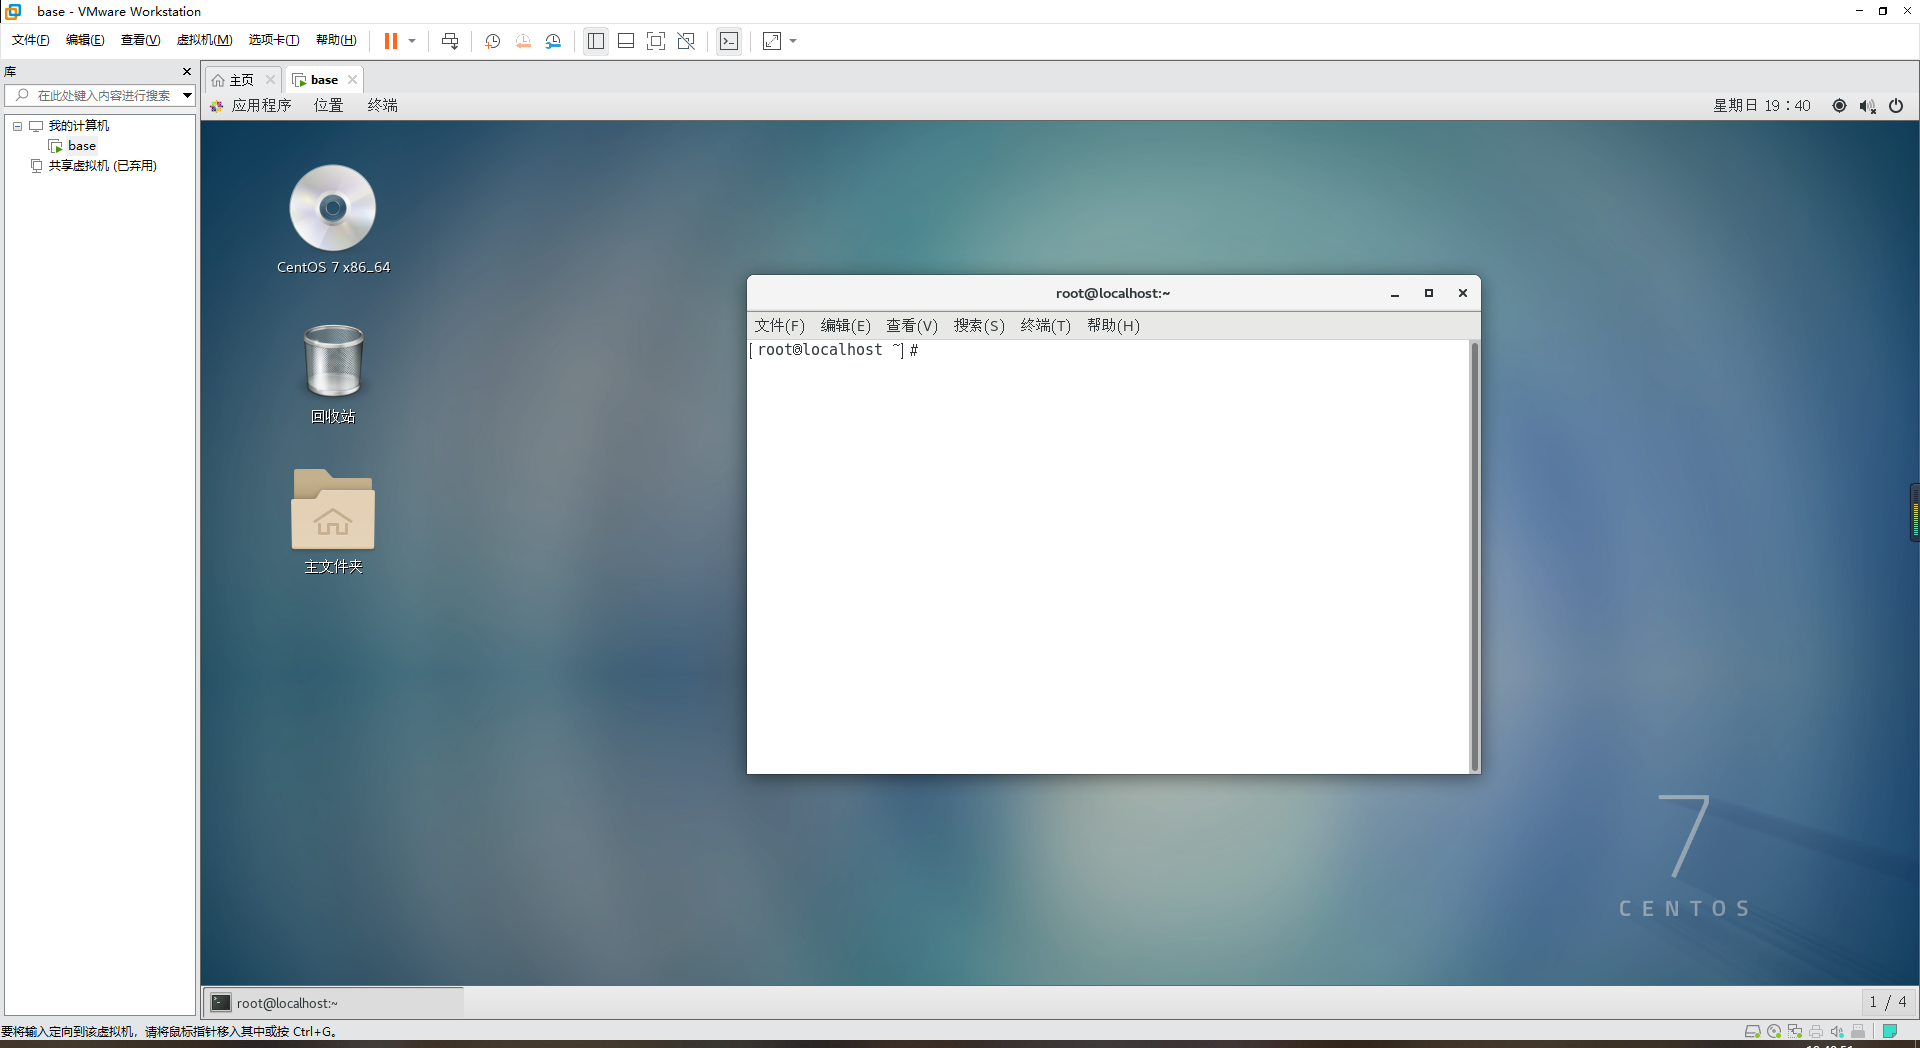 base - VMware Workstation
文件(F) 编辑(E) 查看(V) 虚拟机(M) 选项卡(T) 帮助(H)
库
主页 base
在此处键入内容进行搜索
应用程序 位置 终端 星期日 19：40
我的计算机
base
共享虚拟机 (已弃用)
CentOS 7 x86_64
回收站
主文件夹
root@localhost:~
文件(F) 编辑(E) 查看(V) 搜索(S) 终端(T) 帮助(H)
[root@localhost ~]#
7
CENTOS
root@localhost:~ 1 / 4
要将输入定向到该虚拟机，请将鼠标指针移入其中或按 Ctrl+G。